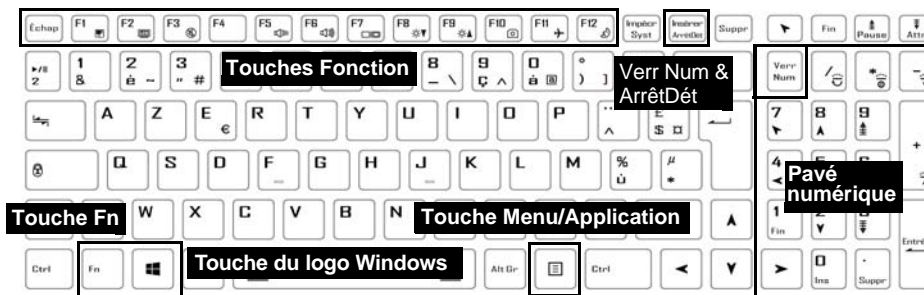 Échap F1 F2 F3 F4 F5 F6 F7 F8 F9 F10 F11 F12 Impécr Syst Insérer ArretDef Suppr Fin Pause
2 1 & 2 é ~ 3 " # Touches Fonction 8 _ \ 9 Ç ^ 0 à ° ) ] Verr Num & ArrêtDét Verr Num / * -
A Z E € R T Y U I O P ¨ ^ £ $ ¤ 7 8 9
Q S D F G H J K L M % ù µ * 4 Pavé numérique +
Touche Fn W X C V B N Touche Menu/Application 1 Fin 2
Ctrl Fn Touche du logo Windows Alt Gr Ctrl 0 Ins . Suppr